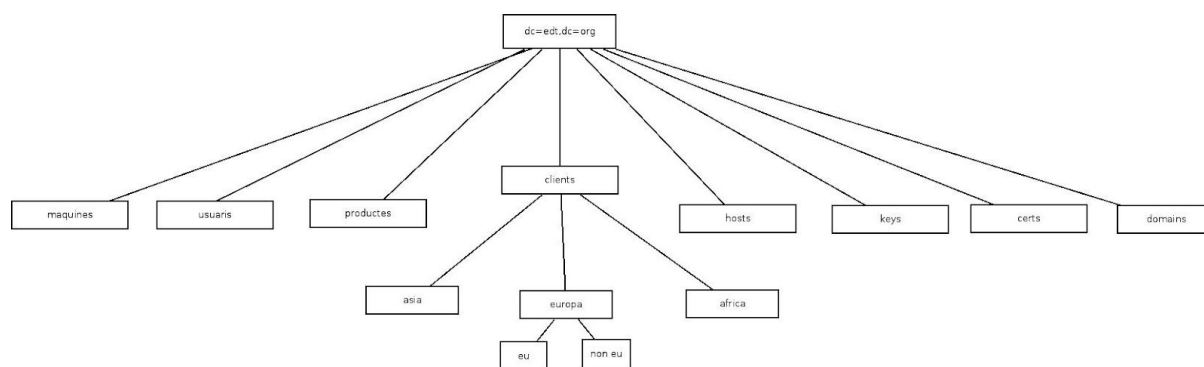 dc=edt,dc=org
clients
maquines
usuaris
productes
hosts
keys
certs
domains
asia
europa
africa
eu
non eu